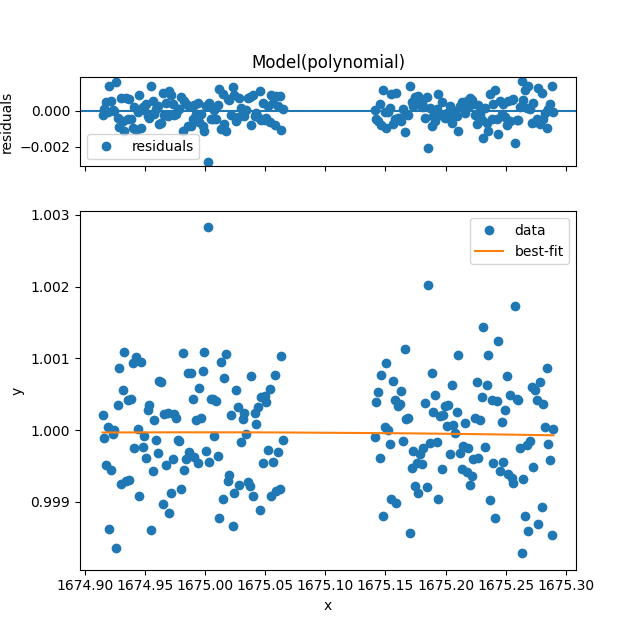 Model(polynomial)
residuals
0.000
−0.002
residuals
y
1.003
1.002
1.001
1.000
0.999
data
best-fit
1674.90 1674.95 1675.00 1675.05 1675.10 1675.15 1675.20 1675.25 1675.30
x